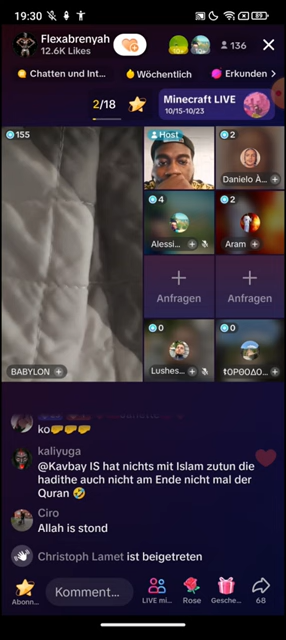 19:30
89
Flexabrenyah
12.6K Likes
136
Chatten und Int...
Wöchentlich
Erkunden
2/18
Minecraft LIVE
10/15-10/23
155
Host
2
Danielo À...
4
Alessi...
2
Aram
Anfragen
Anfragen
BABYLON
0
Lushes...
0
ko🤛🤛🤛
kaliyuga
@Kavbay IS hat nichts mit Islam zutun die
hadithe auch nicht am Ende nicht mal der
Quran 🤣
Ciro
Allah is stond
Christoph Lamet ist beigetreten
Abonn...
Komment...
LIVE mi...
Rose
Gesche...
68